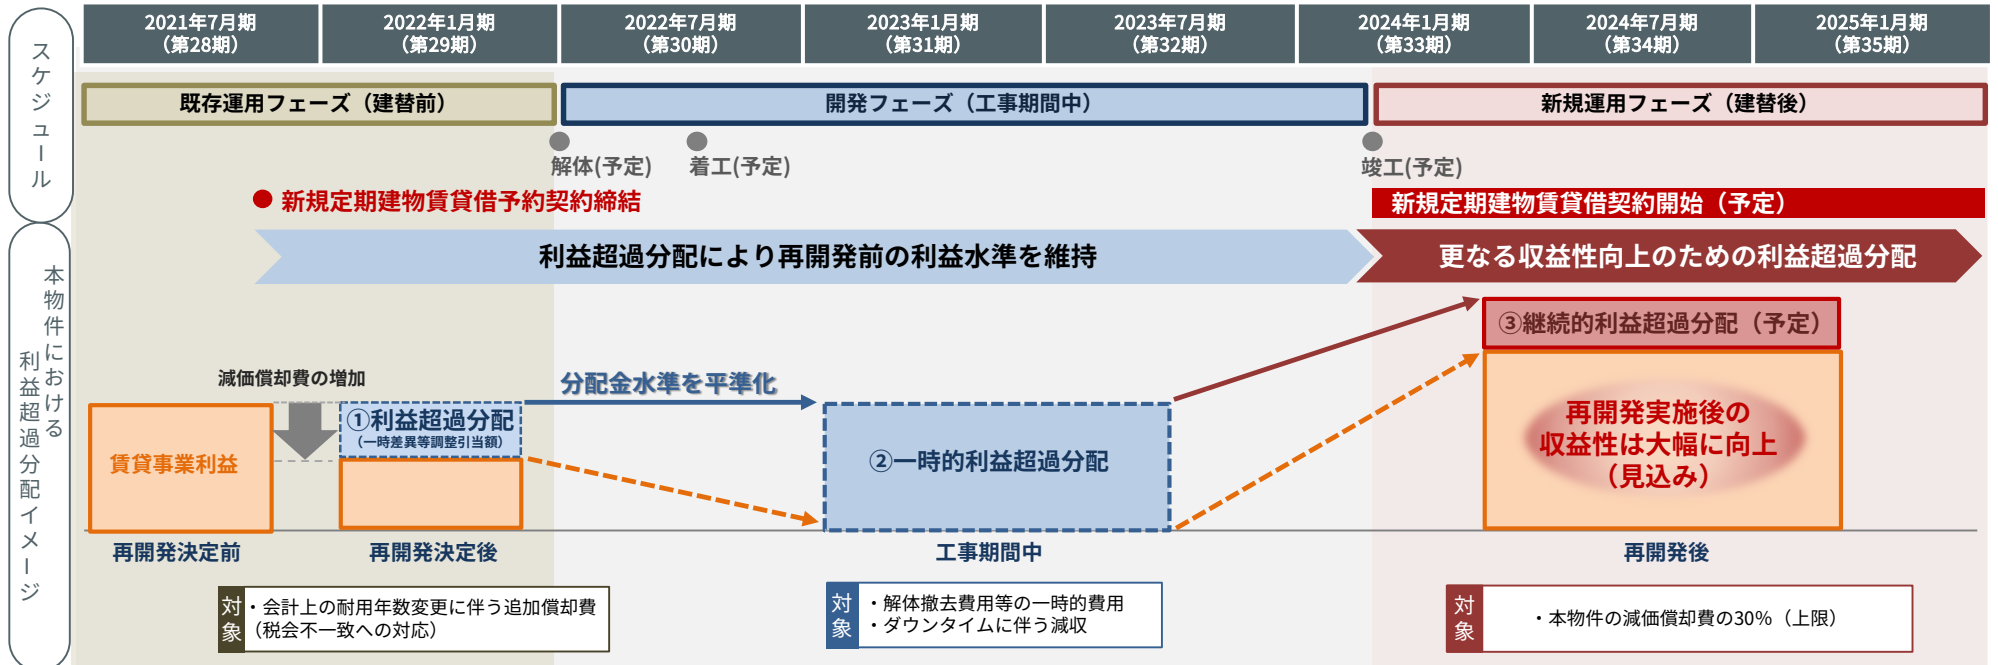 スケジュール
2021年7月期
（第28期）
2022年1月期
（第29期）
2022年7月期
（第30期）
2023年1月期
（第31期）
2023年7月期
（第32期）
2024年1月期
（第33期）
2024年7月期
（第34期）
2025年1月期
（第35期）
既存運用フェーズ（建替前）
開発フェーズ（工事期間中）
新規運用フェーズ（建替後）
解体(予定)
着工(予定)
竣工(予定)
新規定期建物賃貸借予約契約締結
新規定期建物賃貸借契約開始（予定）
本物件における
利益超過分配イメージ
利益超過分配により再開発前の利益水準を維持
更なる収益性向上のための利益超過分配
減価償却費の増加
分配金水準を平準化
賃貸事業利益
①利益超過分配
（一時差異等調整引当額）
②一時的利益超過分配
③継続的利益超過分配（予定）
再開発実施後の
収益性は大幅に向上
（見込み）
再開発決定前
再開発決定後
工事期間中
再開発後
対象
・会計上の耐用年数変更に伴う追加償却費
（税会不一致への対応）
対象
・解体撤去費用等の一時的費用
・ダウンタイムに伴う減収
対象
・本物件の減価償却費の30%（上限）